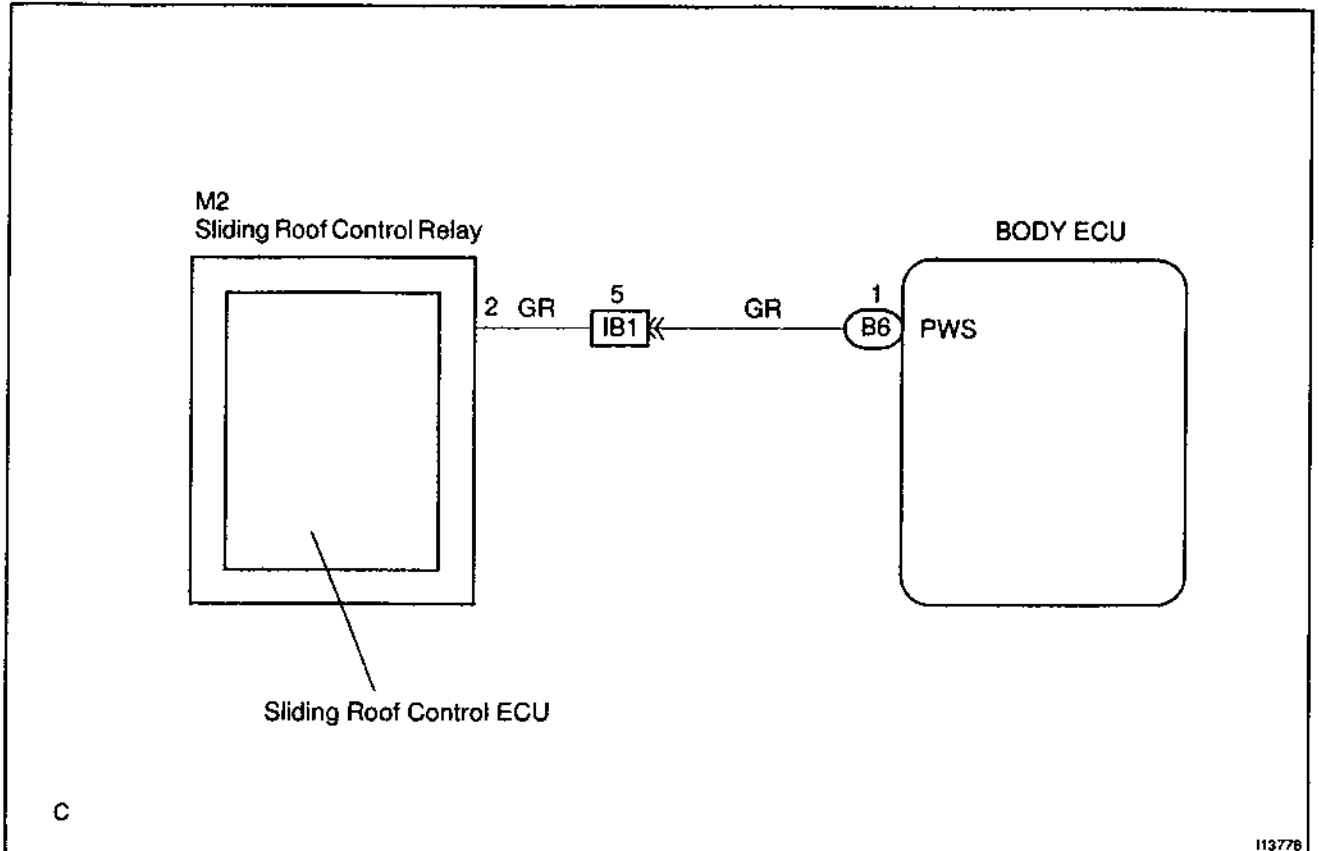 M2
Sliding Roof Control Relay
BODY ECU
2 GR
5
IB1
GR
1
B6
PWS
Sliding Roof Control ECU
C
I13778